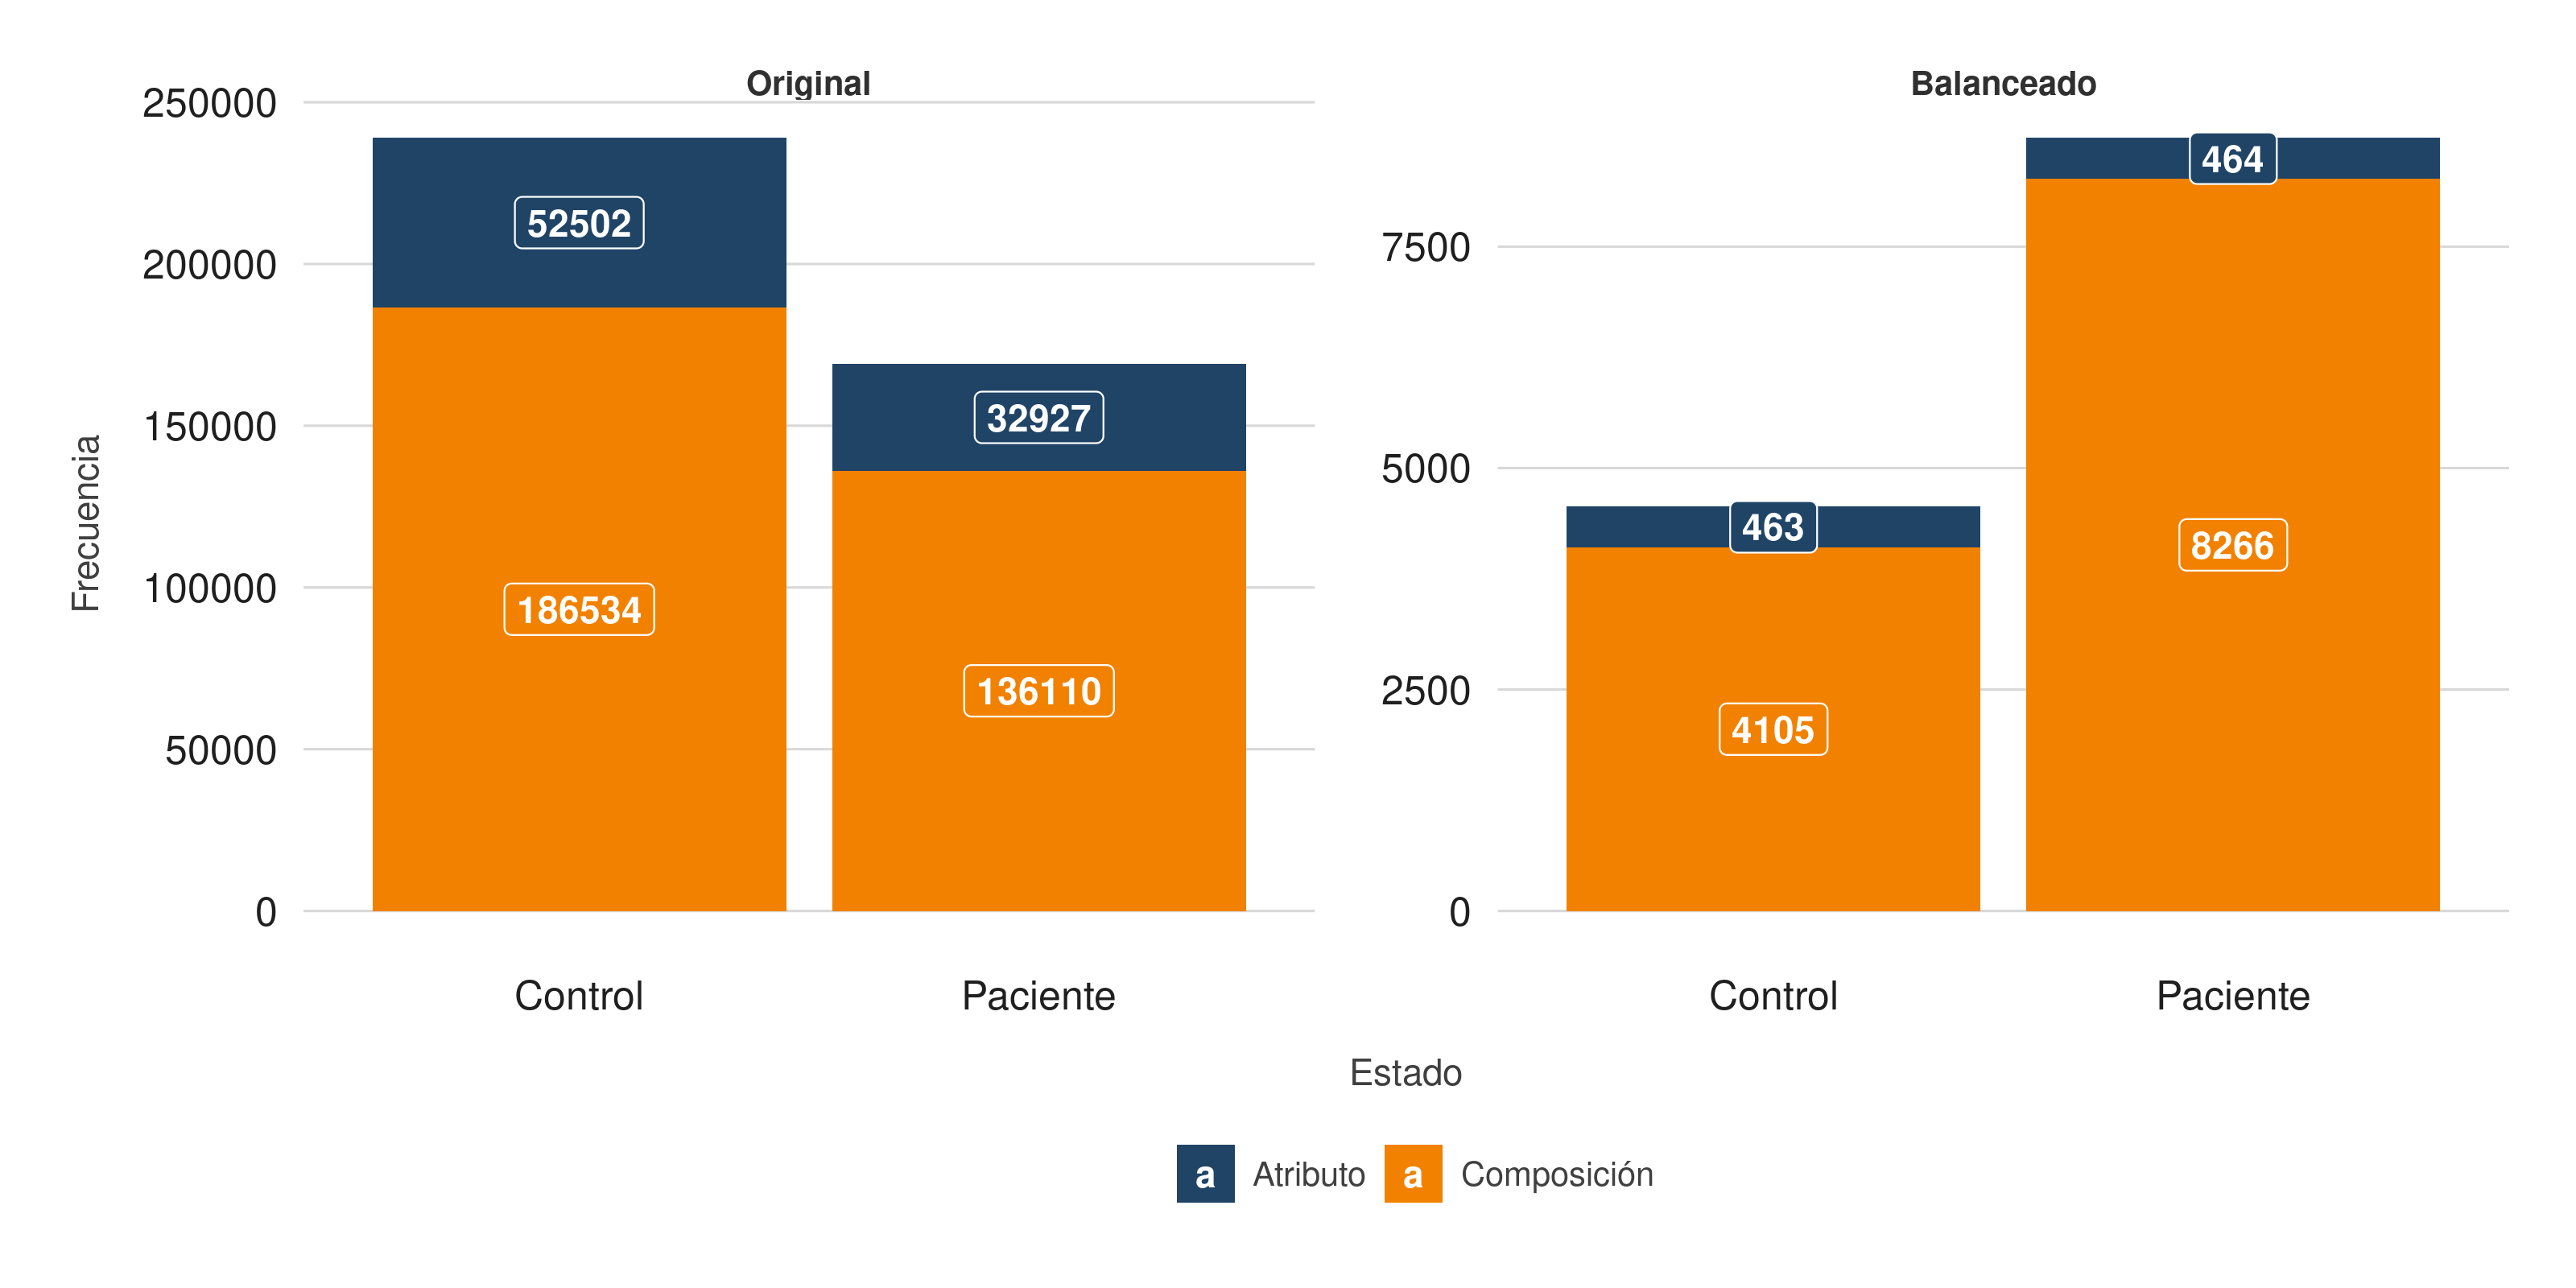 Original
Balanceado
250000
200000
150000
100000
50000
0
Frecuencia
52502
186534
32927
136110
Control
Paciente
7500
5000
2500
0
463
4105
464
8266
Control
Paciente
Estado
a Atributo a Composición